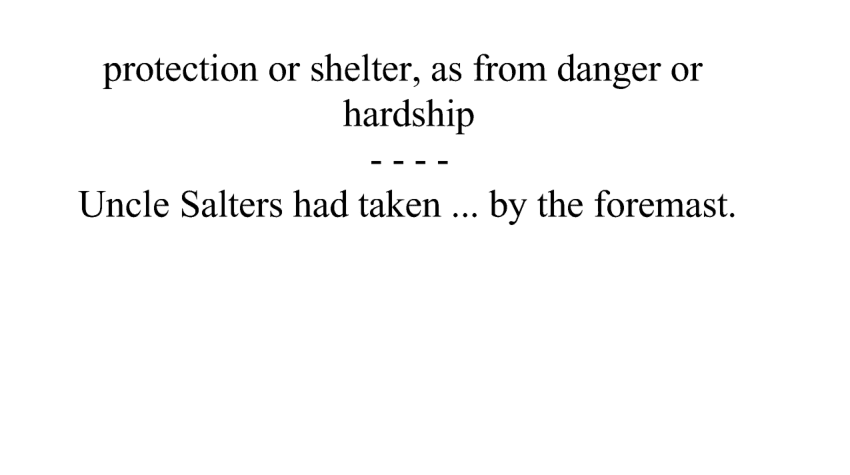 protection or shelter, as from danger or
hardship
- - - -
Uncle Salters had taken ... by the foremast.